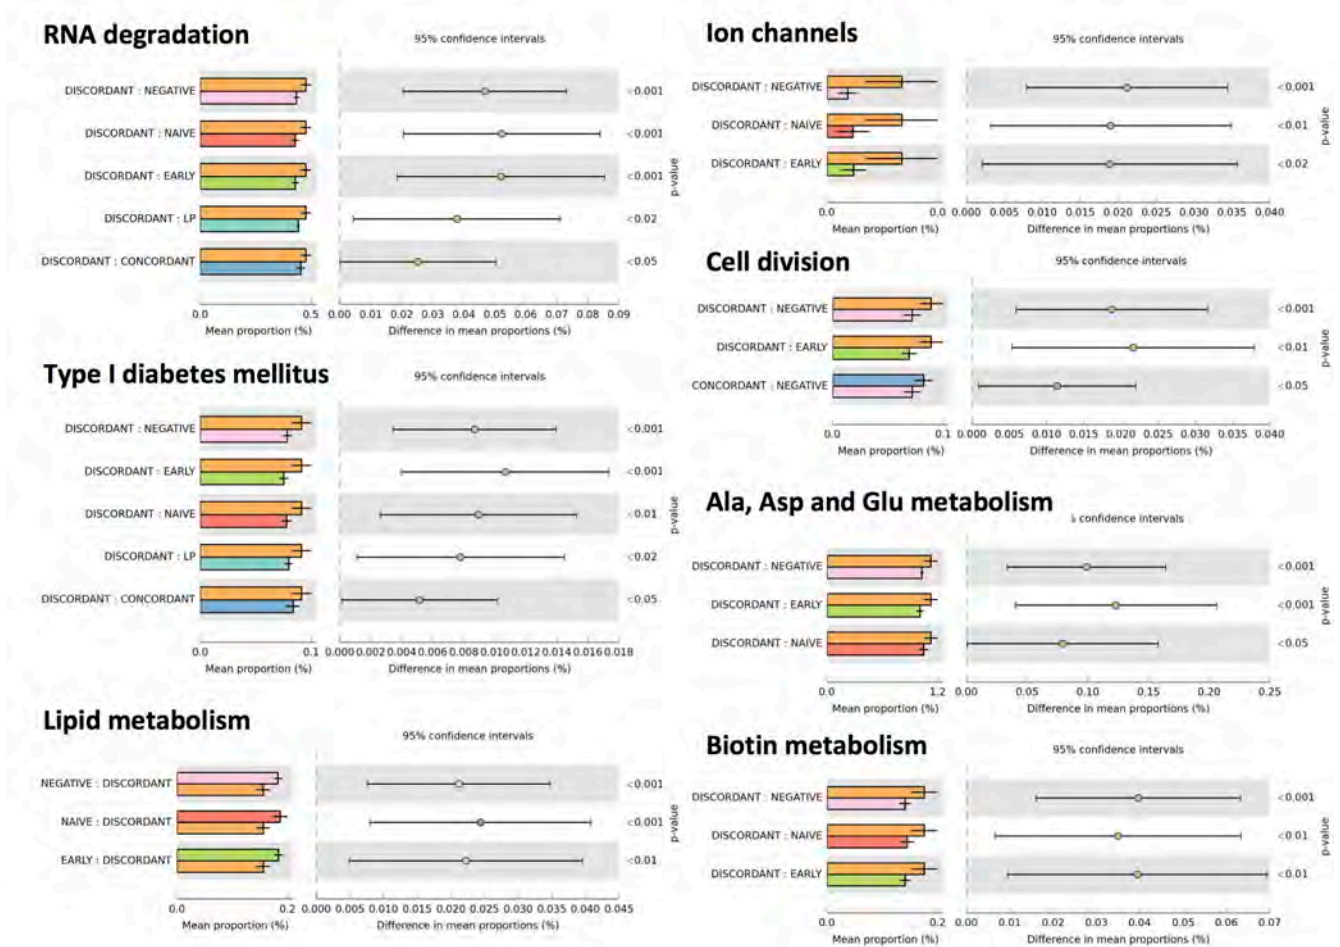 RNA degradation
95% confidence intervals
DISCORDANT : NEGATIVE
<0.001
DISCORDANT : NAIVE
<0.001
DISCORDANT : EARLY
<0.001
DISCORDANT : LP
<0.02
DISCORDANT : CONCORDANT
<0.05
p-value
0.0 0.5 0.00 0.01 0.02 0.03 0.04 0.05 0.06 0.07 0.08 0.09
Mean proportion (%) Difference in mean proportions (%)
Type I diabetes mellitus
95% confidence intervals
DISCORDANT : NEGATIVE
<0.001
DISCORDANT : EARLY
<0.001
DISCORDANT : NAIVE
<0.01
DISCORDANT : LP
<0.02
DISCORDANT : CONCORDANT
<0.05
p-value
0.0 0.1 0.000 0.002 0.004 0.006 0.008 0.010 0.012 0.014 0.016 0.018
Mean proportion (%) Difference in mean proportions (%)
Lipid metabolism
95% confidence intervals
NEGATIVE : DISCORDANT
<0.001
NAIVE : DISCORDANT
<0.001
EARLY : DISCORDANT
<0.01
p-value
0.0 0.2 0.000 0.005 0.010 0.015 0.020 0.025 0.030 0.035 0.040 0.045
Mean proportion (%) Difference in mean proportions (%)
Ion channels
95% confidence intervals
DISCORDANT : NEGATIVE
<0.001
DISCORDANT : NAIVE
<0.01
DISCORDANT : EARLY
<0.02
p-value
0.0 0.0 0.000 0.005 0.010 0.015 0.020 0.025 0.030 0.035 0.040
Mean proportion (%) Difference in mean proportions (%)
Cell division
95% confidence intervals
DISCORDANT : NEGATIVE
<0.001
DISCORDANT : EARLY
<0.01
CONCORDANT : NEGATIVE
<0.05
p-value
0.0 0.1 0.000 0.005 0.010 0.015 0.020 0.025 0.030 0.035 0.040
Mean proportion (%) Difference in mean proportions (%)
Ala, Asp and Glu metabolism
confidence intervals
DISCORDANT : NEGATIVE
<0.001
DISCORDANT : EARLY
<0.001
DISCORDANT : NAIVE
<0.05
p-value
0.0 1.2 0.00 0.05 0.10 0.15 0.20 0.25
Mean proportion (%) Difference in mean proportions (%)
Biotin metabolism
95% confidence intervals
DISCORDANT : NEGATIVE
<0.001
DISCORDANT : NAIVE
<0.01
DISCORDANT : EARLY
<0.01
p-value
0.0 0.2 0.00 0.01 0.02 0.03 0.04 0.05 0.06 0.07
Mean proportion (%) Difference in mean proportions (%)